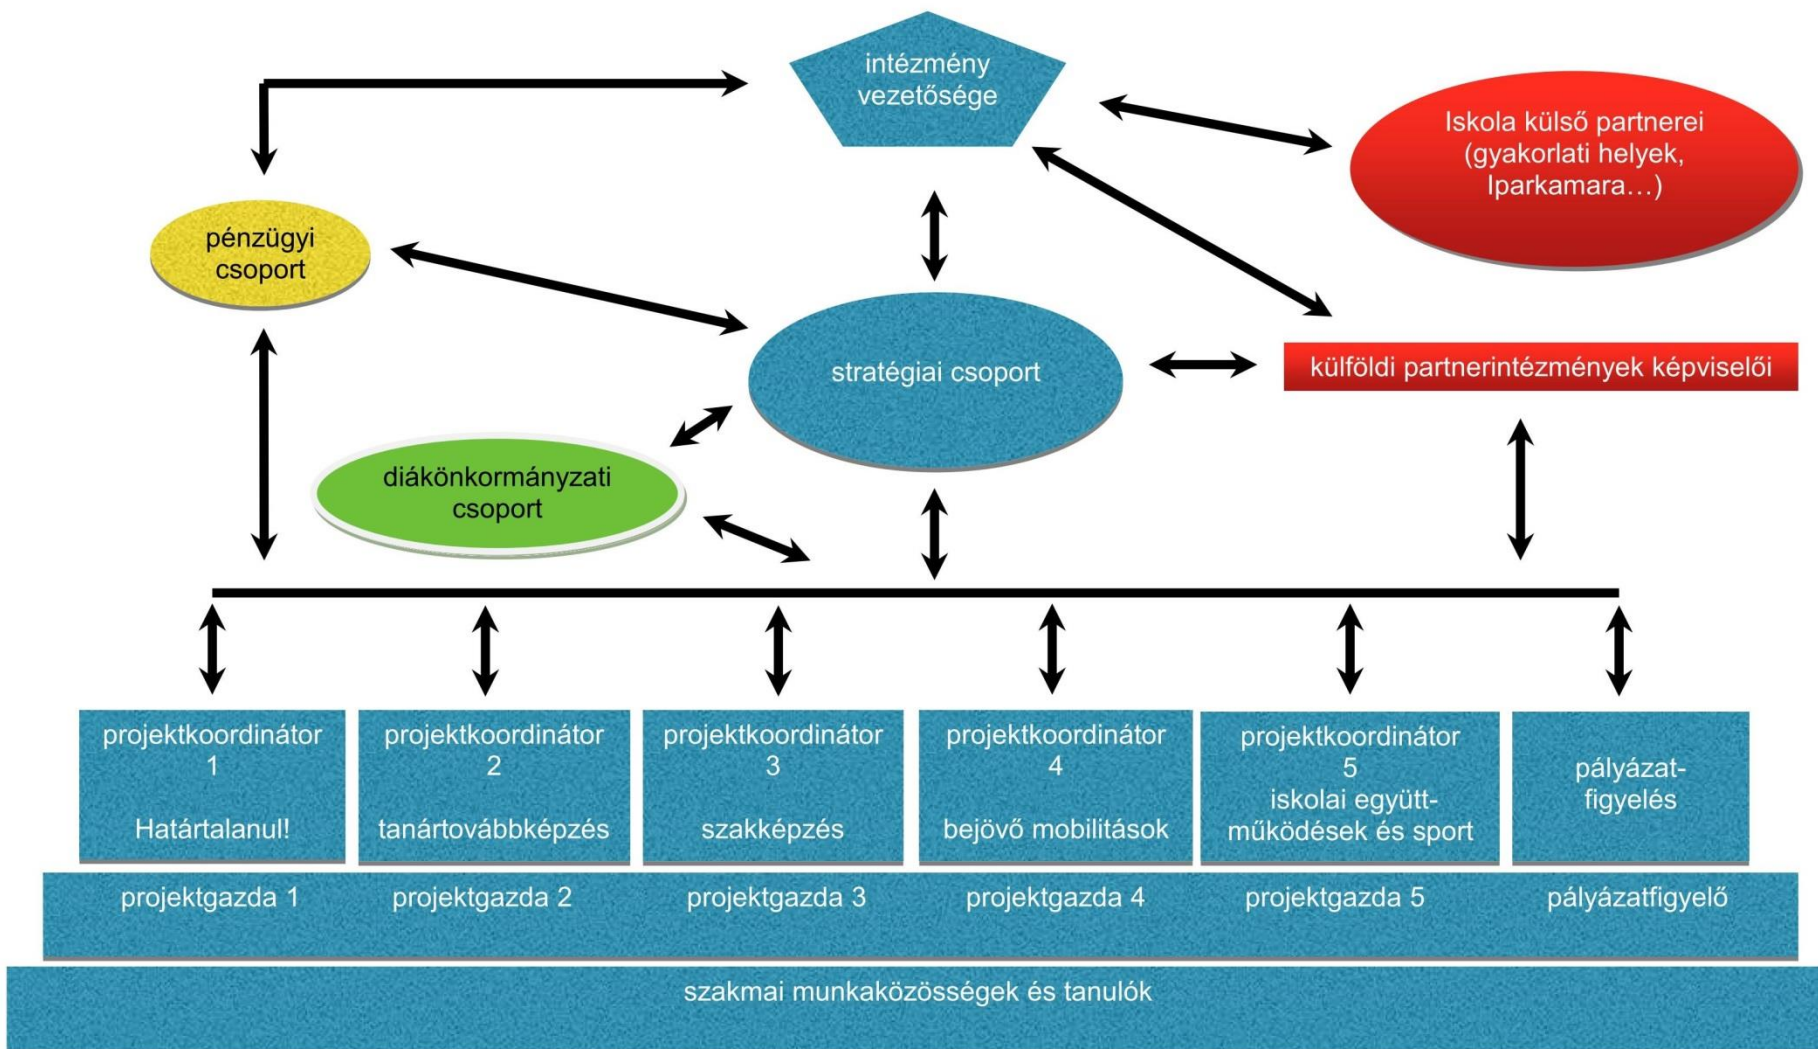 intézmény
vezetősége
Iskola külső partnerei
(gyakorlati helyek,
Iparkamara…)
pénzügyi
csoport
stratégiai csoport
külföldi partnerintézmények képviselői
diákönkormányzati
csoport
projektkoordinátor
1
Határtalanul!
projektkoordinátor
2
tanártovábbképzés
projektkoordinátor
3
szakképzés
projektkoordinátor
4
bejövő mobilitások
projektkoordinátor
5
iskolai együtt-
működések és sport
pályázat-
figyelés
projektgazda 1
projektgazda 2
projektgazda 3
projektgazda 4
projektgazda 5
pályázatfigyelő
szakmai munkaközösségek és tanulók